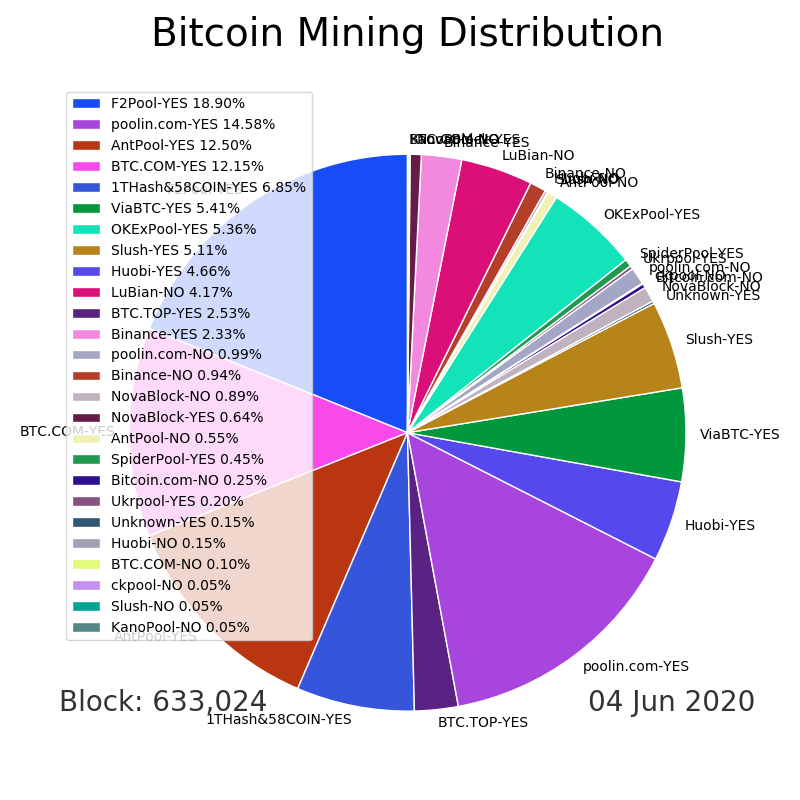 Bitcoin Mining Distribution
F2Pool-YES 18.90%
poolin.com-YES 14.58%
AntPool-YES 12.50%
BTC.COM-YES 12.15%
1THash&58COIN-YES 6.85%
ViaBTC-YES 5.41%
OKExPool-YES 5.36%
Slush-YES 5.11%
Huobi-YES 4.66%
LuBian-NO 4.17%
BTC.TOP-YES 2.53%
Binance-YES 2.33%
poolin.com-NO 0.99%
Binance-NO 0.94%
NovaBlock-NO 0.89%
NovaBlock-YES 0.64%
AntPool-NO 0.55%
SpiderPool-YES 0.45%
Bitcoin.com-NO 0.25%
Ukrpool-YES 0.20%
Unknown-YES 0.15%
Huobi-NO 0.15%
BTC.COM-NO 0.10%
ckpool-NO 0.05%
Slush-NO 0.05%
KanoPool-NO 0.05%
Binance-YES
LuBian-NO
Binance-NO
AntPool-NO
OKExPool-YES
SpiderPool-YES
Ukrpool-YES
poolin.com-NO
Bitcoin.com-NO
NovaBlock-NO
Unknown-YES
Slush-YES
ViaBTC-YES
Huobi-YES
poolin.com-YES
BTC.TOP-YES
1THash&58COIN-YES
AntPool-YES
BTC.COM-YES
Block: 633,024
04 Jun 2020